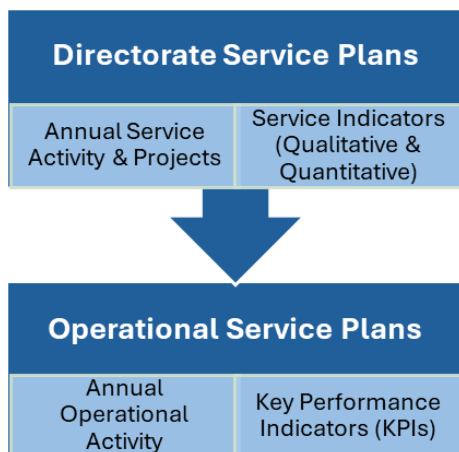 Directorate Service Plans
Annual Service
Activity & Projects
Service Indicators
(Qualitative &
Quantitative)
Operational Service Plans
Annual
Operational
Activity
Key Performance
Indicators (KPIs)